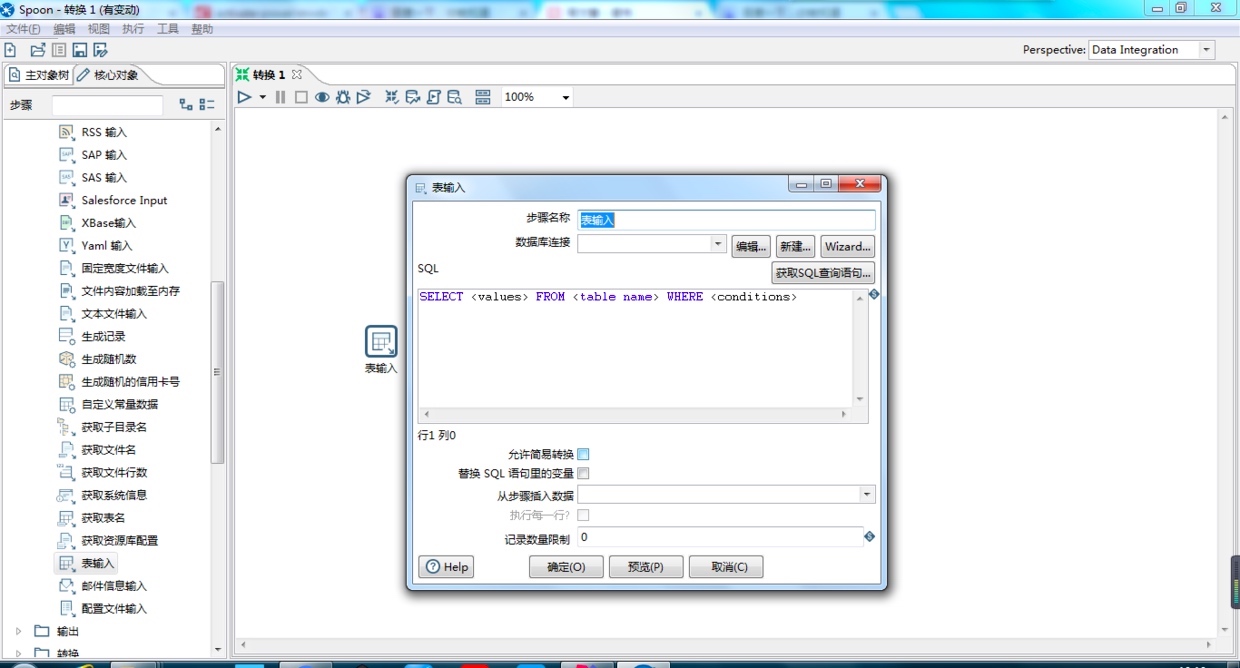 Spoon - 转换 1 (有变动)
文件(F) 编辑 视图 执行 工具 帮助
Perspective: Data Integration
主对象树 核心对象
转换 1
步骤
100%
RSS 输入
SAP 输入
SAS 输入
Salesforce Input
XBase输入
Yaml 输入
固定宽度文件输入
文件内容加载至内存
文本文件输入
生成记录
生成随机数
生成随机的信用卡号
自定义常量数据
获取子目录名
获取文件名
获取文件行数
获取系统信息
获取表名
获取资源库配置
表输入
邮件信息输入
配置文件输入
输出
转换
表输入
表输入
步骤名称 表输入
数据库连接 编辑... 新建... Wizard...
SQL 获取SQL查询语句...
SELECT <values> FROM <table name> WHERE <conditions>
行1 列0
允许简易转换
替换 SQL 语句里的变量
从步骤插入数据
执行每一行?
记录数量限制 0
Help 确定(O) 预览(P) 取消(C)